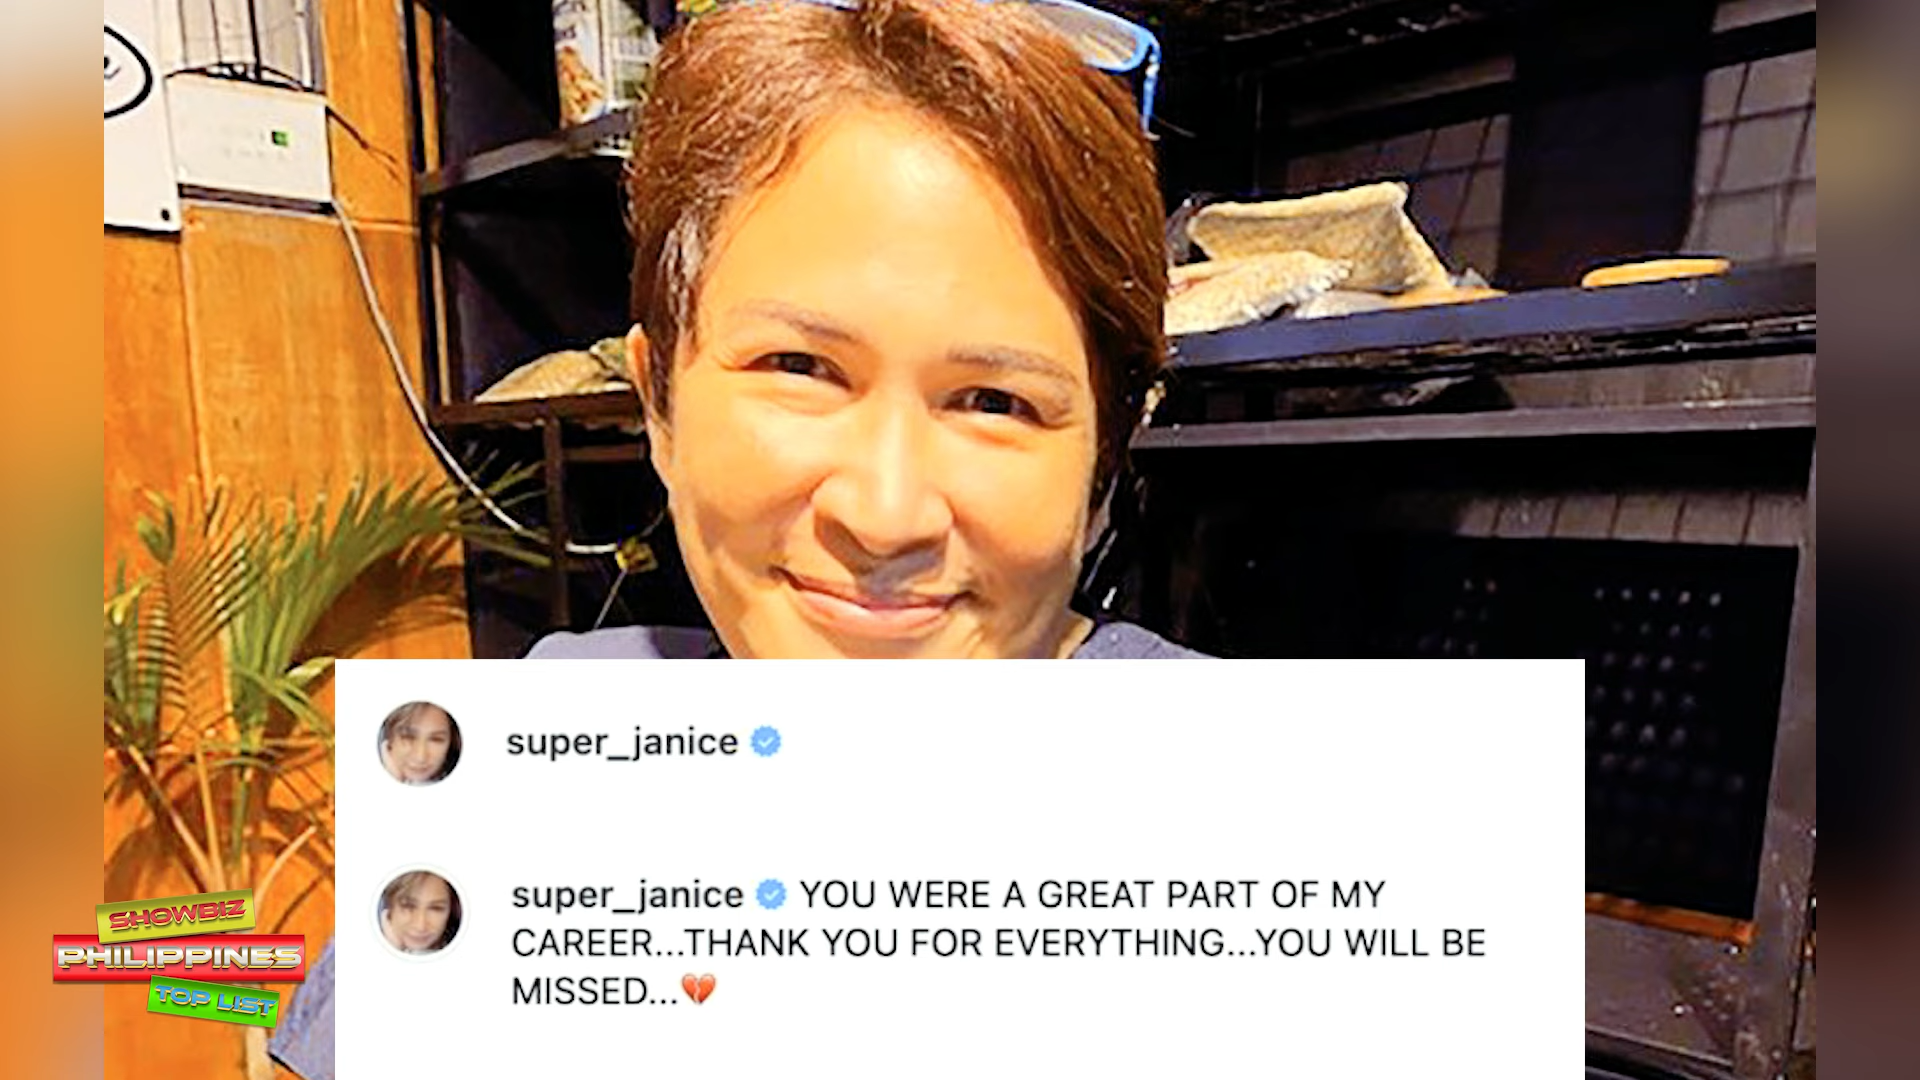 super_janice
super_janice YOU WERE A GREAT PART OF MY
CAREER...THANK YOU FOR EVERYTHING...YOU WILL BE
MISSED...💔
SHOWBIZ
PHILIPPINES
TOP LIST